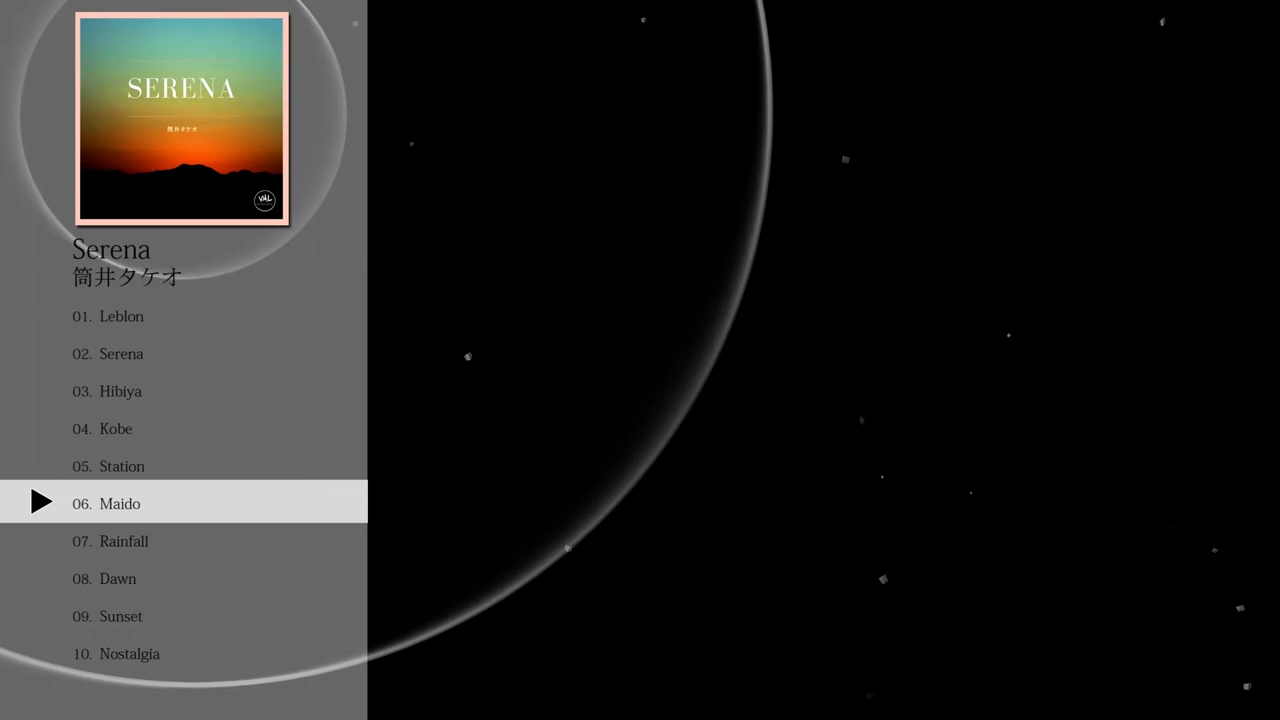 SERENA
筒井タケオ
VAL
Serena
筒井タケオ
01. Leblon
02. Serena
03. Hibiya
04. Kobe
05. Station
06. Maido
07. Rainfall
08. Dawn
09. Sunset
10. Nostalgia